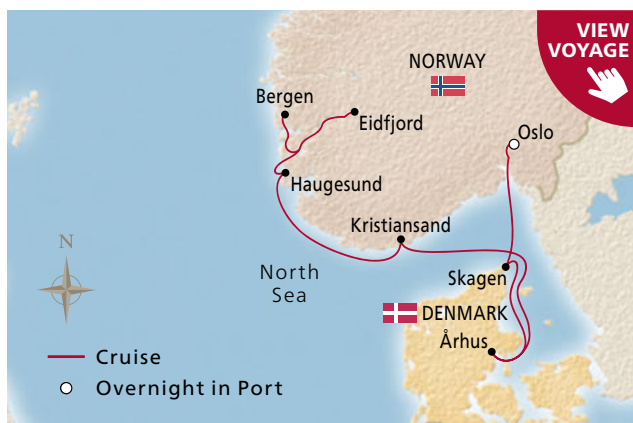 VIEW
VOYAGE
NORWAY
Bergen
Eidfjord
Oslo
Haugesund
Kristiansand
N
North
Sea
Skagen
DENMARK
Århus
Cruise
Overnight in Port